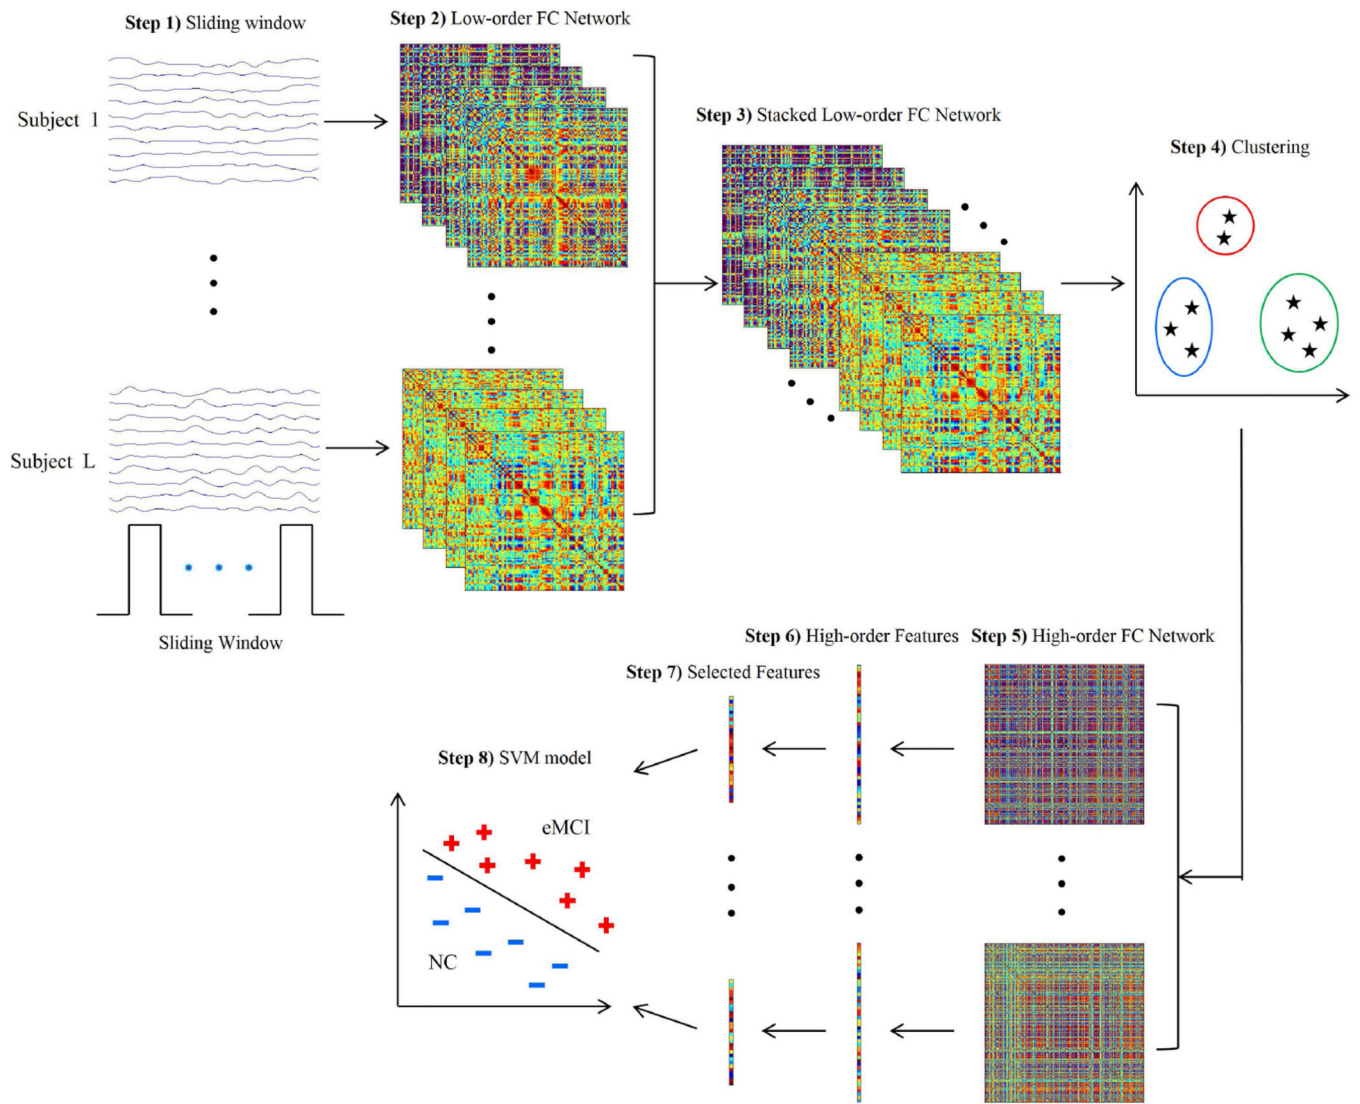 Step 1) Sliding window
Step 2) Low-order FC Network
Subject 1
Step 3) Stacked Low-order FC Network
Step 4) Clustering
Subject L
Sliding Window
Step 6) High-order Features
Step 5) High-order FC Network
Step 7) Selected Features
Step 8) SVM model
eMCI
NC